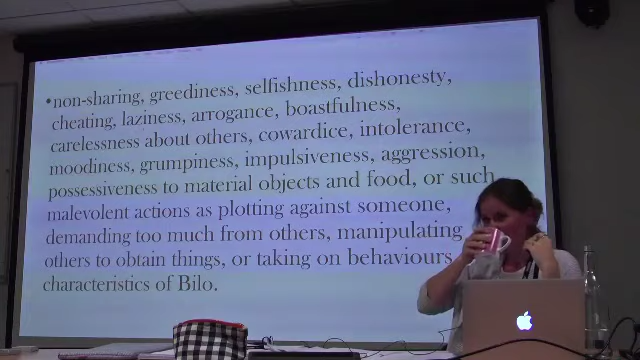 •non-sharing, greediness, selfishness, dishonesty,
cheating, laziness, arrogance, boastfulness,
carelessness about others, cowardice, intolerance,
moodiness, grumpiness, impulsiveness, aggression,
possessiveness to material objects and food, or such
malevolent actions as plotting against someone,
demanding too much from others, manipulating
others to obtain things, or taking on behaviours
characteristics of Bilo.